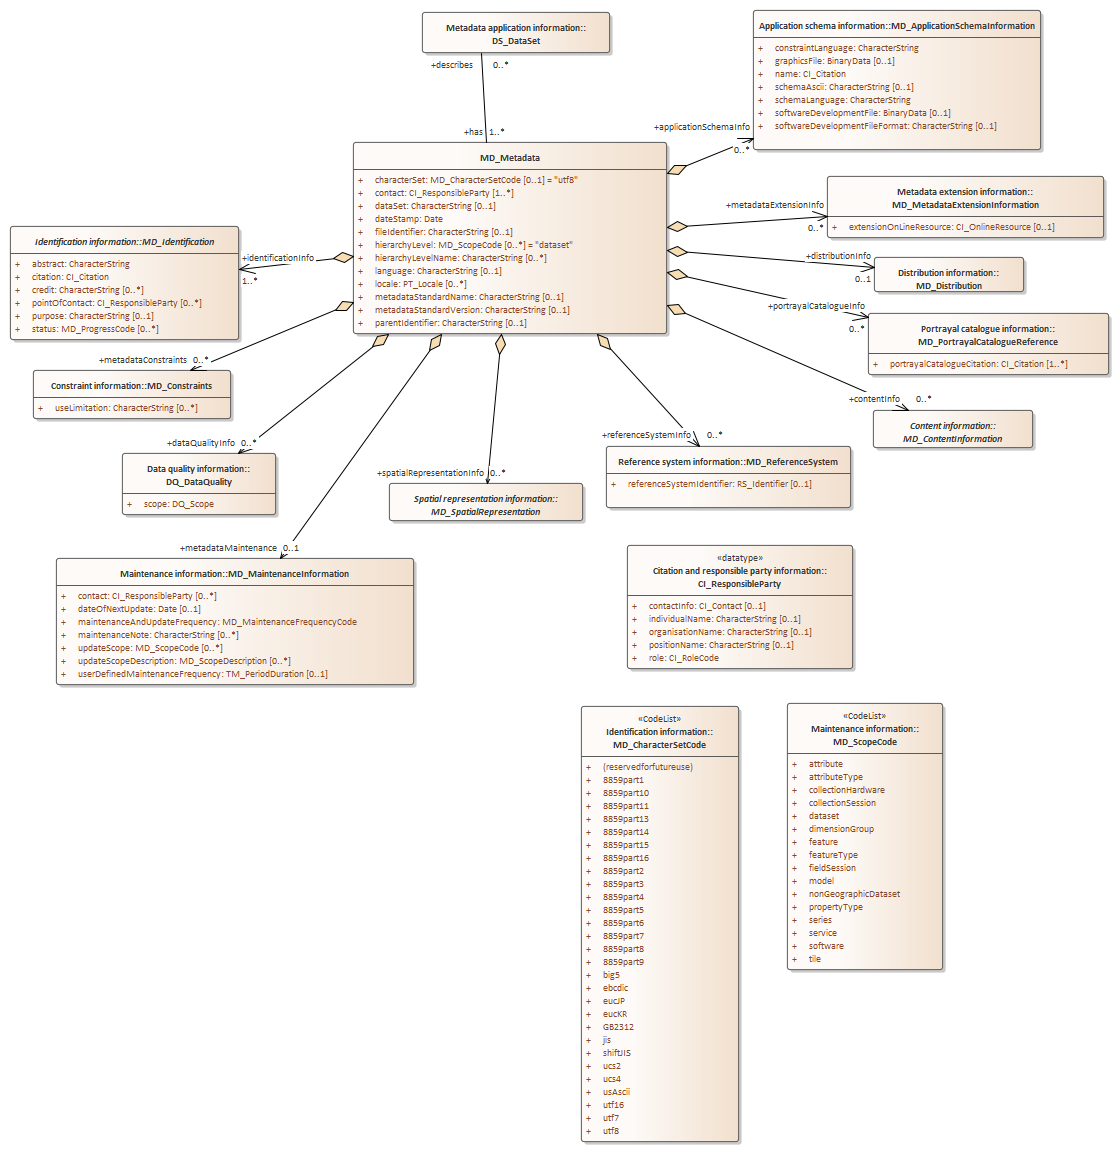 Metadata application information::
DS_DataSet
+describes 0..*
+has 1..*
Application schema information::MD_ApplicationSchemaInformation
+ constraintLanguage: CharacterString
+ graphicsFile: BinaryData [0..1]
+ name: CI_Citation
+ schemaAscii: CharacterString [0..1]
+ schemaLanguage: CharacterString
+ softwareDevelopmentFile: BinaryData [0..1]
+ softwareDevelopmentFileFormat: CharacterString [0..1]
+applicationSchemaInfo
0..*
MD_Metadata
+ characterSet: MD_CharacterSetCode [0..1] = "utf8"
+ contact: CI_ResponsibleParty [1..*]
+ dataSet: CharacterString [0..1]
+ dateStamp: Date
+ fileIdentifier: CharacterString [0..1]
+ hierarchyLevel: MD_ScopeCode [0..*] = "dataset"
+ hierarchyLevelName: CharacterString [0..*]
+ language: CharacterString [0..1]
+ locale: PT_Locale [0..*]
+ metadataStandardName: CharacterString [0..1]
+ metadataStandardVersion: CharacterString [0..1]
+ parentIdentifier: CharacterString [0..1]
Metadata extension information::
MD_MetadataExtensionInformation
+ extensionOnLineResource: CI_OnlineResource [0..1]
+metadataExtensionInfo
0..*
Identification information::MD_Identification
+ abstract: CharacterString
+ citation: CI_Citation
+ credit: CharacterString [0..*]
+ pointOfContact: CI_ResponsibleParty [0..*]
+ purpose: CharacterString [0..1]
+ status: MD_ProgressCode [0..*]
+identificationInfo
1..*
+distributionInfo
0..1
Distribution information::
MD_Distribution
+portrayalCatalogueInfo
0..*
Portrayal catalogue information::
MD_PortrayalCatalogueReference
+ portrayalCatalogueCitation: CI_Citation [1..*]
+metadataConstraints 0..*
Constraint information::MD_Constraints
+ useLimitation: CharacterString [0..*]
+contentInfo 0..*
Content information::
MD_ContentInformation
+dataQualityInfo 0..*
Data quality information::
DQ_DataQuality
+ scope: DQ_Scope
+spatialRepresentationInfo 0..*
Spatial representation information::
MD_SpatialRepresentation
+referenceSystemInfo 0..*
Reference system information::MD_ReferenceSystem
+ referenceSystemIdentifier: RS_Identifier [0..1]
+metadataMaintenance 0..1
Maintenance information::MD_MaintenanceInformation
+ contact: CI_ResponsibleParty [0..*]
+ dateOfNextUpdate: Date [0..1]
+ maintenanceAndUpdateFrequency: MD_MaintenanceFrequencyCode
+ maintenanceNote: CharacterString [0..*]
+ updateScope: MD_ScopeCode [0..*]
+ updateScopeDescription: MD_ScopeDescription [0..*]
+ userDefinedMaintenanceFrequency: TM_PeriodDuration [0..1]
«datatype»
Citation and responsible party information::
CI_ResponsibleParty
+ contactInfo: CI_Contact [0..1]
+ individualName: CharacterString [0..1]
+ organisationName: CharacterString [0..1]
+ positionName: CharacterString [0..1]
+ role: CI_RoleCode
«CodeList»
Identification information::
MD_CharacterSetCode
+ (reservedforfutureuse)
+ 8859part1
+ 8859part10
+ 8859part11
+ 8859part13
+ 8859part14
+ 8859part15
+ 8859part16
+ 8859part2
+ 8859part3
+ 8859part4
+ 8859part5
+ 8859part6
+ 8859part7
+ 8859part8
+ 8859part9
+ big5
+ ebcdic
+ eucJP
+ eucKR
+ GB2312
+ jis
+ shiftJIS
+ ucs2
+ ucs4
+ usAscii
+ utf16
+ utf7
+ utf8
«CodeList»
Maintenance information::
MD_ScopeCode
+ attribute
+ attributeType
+ collectionHardware
+ collectionSession
+ dataset
+ dimensionGroup
+ feature
+ featureType
+ fieldSession
+ model
+ nonGeographicDataset
+ propertyType
+ series
+ service
+ software
+ tile